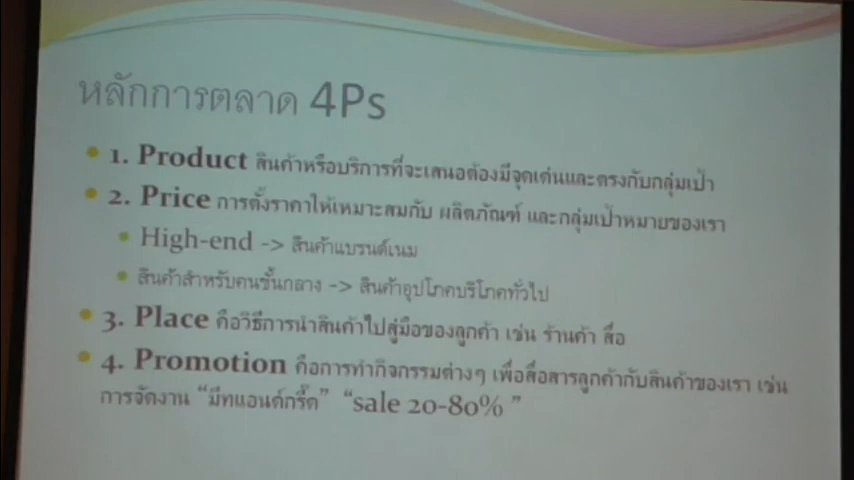 หลักการตลาด 4Ps
1. Product สินค้าหรือบริการที่จะเสนอต้องมีจุดเด่นและตรงกับกลุ่มเป้า
2. Price การตั้งราคาให้เหมาะสมกับ ผลิตภัณฑ์ และกลุ่มเป้าหมายของเรา
High-end -> สินค้าแบรนด์เนม
สินค้าสำหรับคนชั้นกลาง -> สินค้าอุปโภคบริโภคทั่วไป
3. Place คือวิธีการนำสินค้าไปสู่มือของลูกค้า เช่น ร้านค้า สื่อ
4. Promotion คือการทำกิจกรรมต่างๆ เพื่อสื่อสารลูกค้ากับสินค้าของเรา เช่น
การจัดงาน “มีทแอนด์กรี๊ด” “sale 20-80% ”